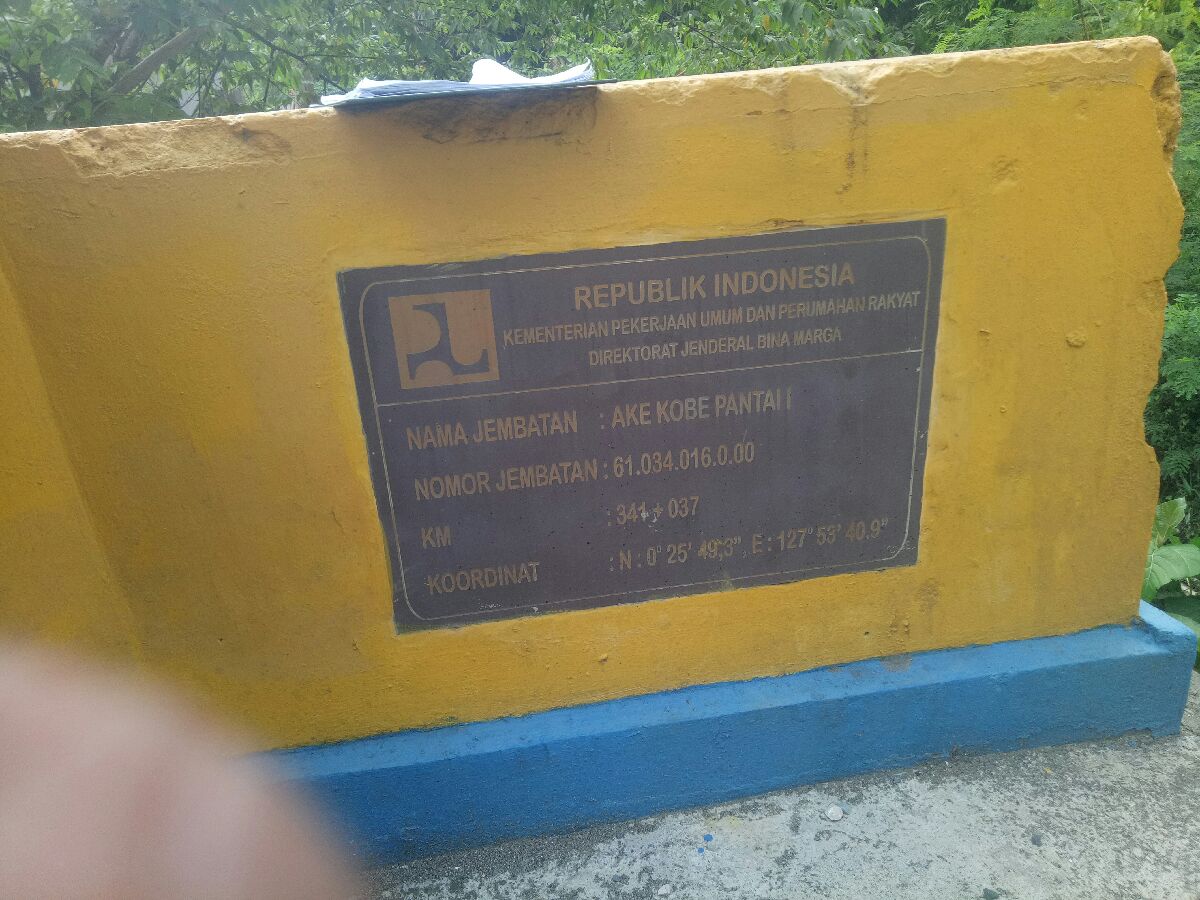 REPUBLIK INDONESIA
KEMENTERIAN PEKERJAAN UMUM DAN PERUMAHAN RAKYAT
DIREKTORAT JENDERAL BINA MARGA
NAMA JEMBATAN : AKE KOBE PANTAI I
NOMOR JEMBATAN : 61.034.016.0.00
KM : 341 + 037
KOORDINAT : N : 0° 25' 49,3" E : 127° 53' 40.9"